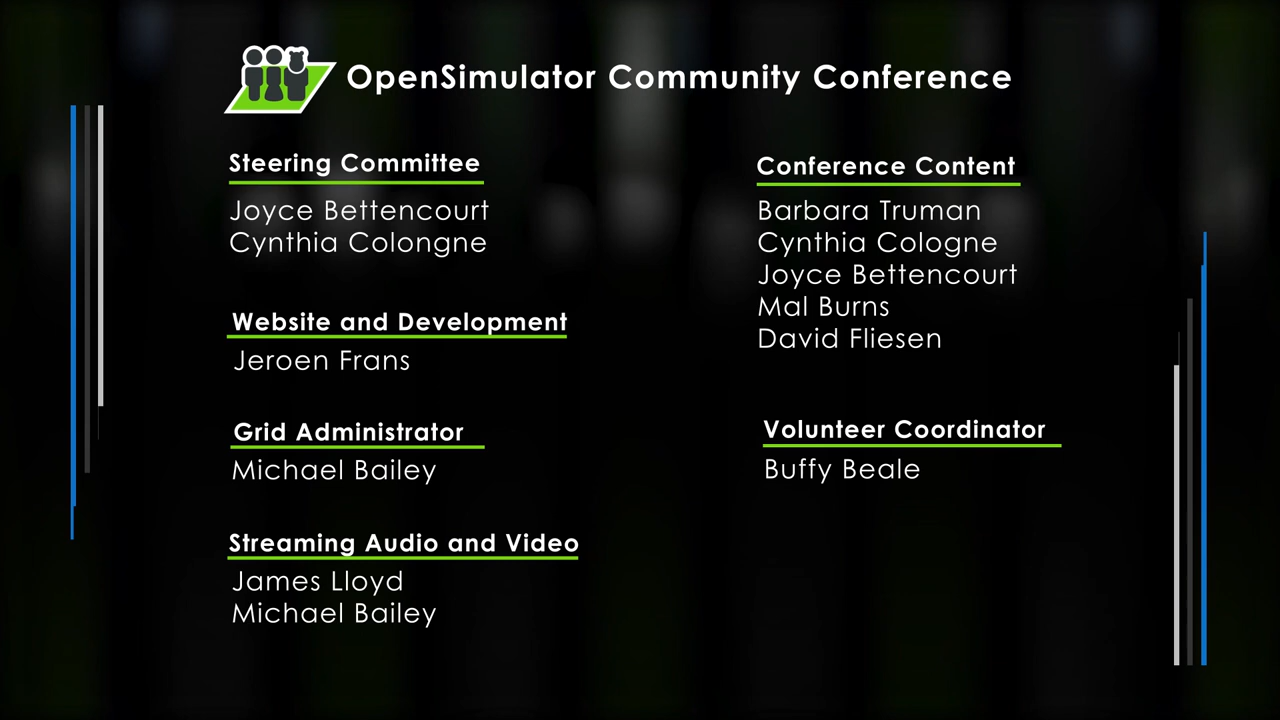 OpenSimulator Community Conference
Steering Committee
Joyce Bettencourt
Cynthia Colongne
Website and Development
Jeroen Frans
Grid Administrator
Michael Bailey
Streaming Audio and Video
James Lloyd
Michael Bailey
Conference Content
Barbara Truman
Cynthia Cologne
Joyce Bettencourt
Mal Burns
David Fliesen
Volunteer Coordinator
Buffy Beale